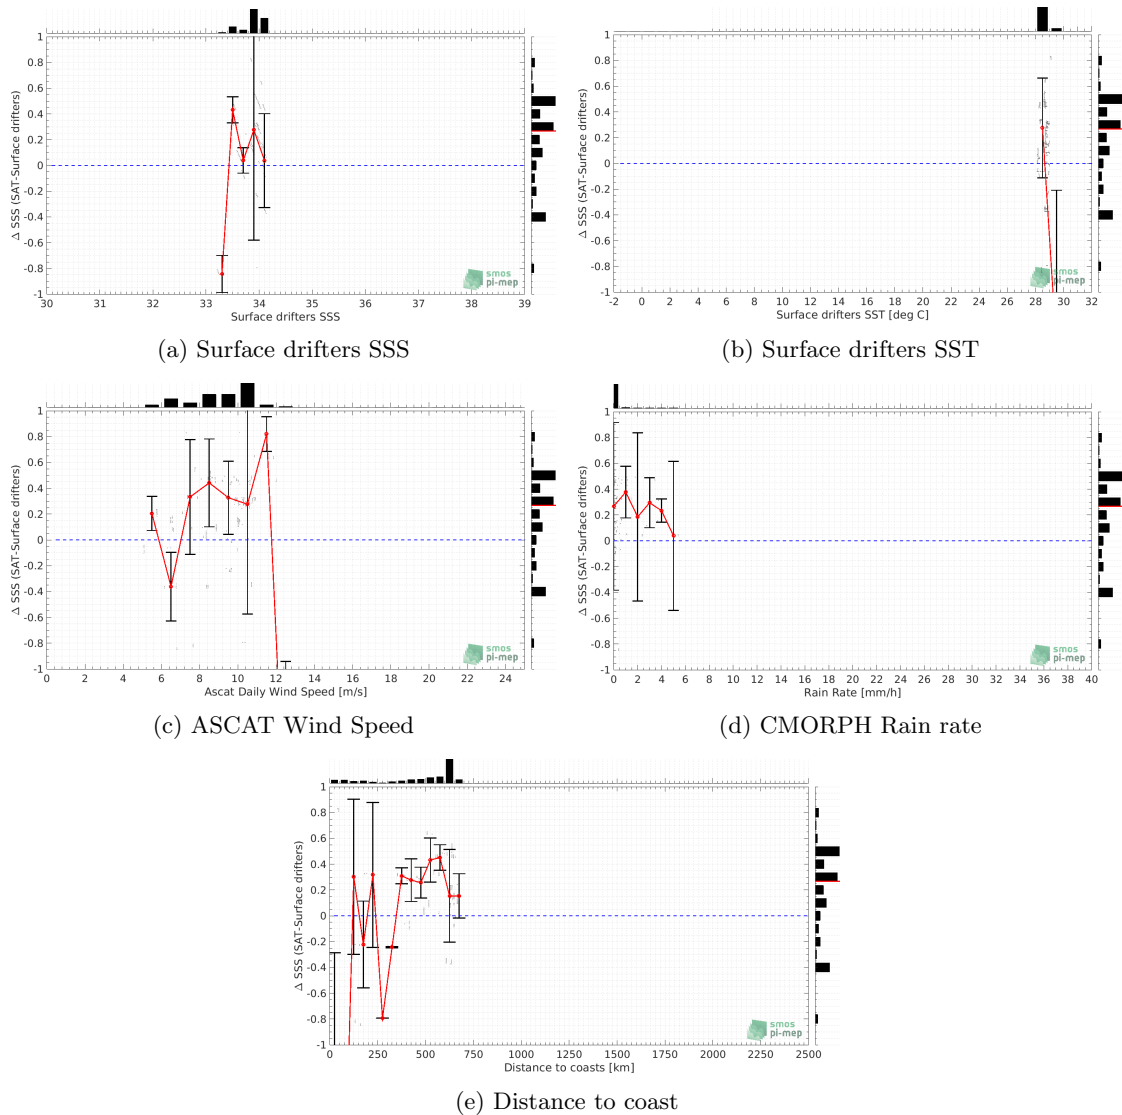 1
0.8
0.6
0.4
0.2
0
-0.2
-0.4
-0.6
-0.8
-1
Δ SSS (SAT-Surface drifters)
30 31 32 33 34 35 36 37 38 39
Surface drifters SSS
smos
pi-mep
(a) Surface drifters SSS
1
0.8
0.6
0.4
0.2
0
-0.2
-0.4
-0.6
-0.8
-1
Δ SSS (SAT-Surface drifters)
-2 0 2 4 6 8 10 12 14 16 18 20 22 24 26 28 30 32
Surface drifters SST [deg C]
smos
pi-mep
(b) Surface drifters SST
1
0.8
0.6
0.4
0.2
0
-0.2
-0.4
-0.6
-0.8
-1
Δ SSS (SAT-Surface drifters)
0 2 4 6 8 10 12 14 16 18 20 22 24
Ascat Daily Wind Speed [m/s]
smos
pi-mep
(c) ASCAT Wind Speed
1
0.8
0.6
0.4
0.2
0
-0.2
-0.4
-0.6
-0.8
-1
Δ SSS (SAT-Surface drifters)
0 2 4 6 8 10 12 14 16 18 20 22 24 26 28 30 32 34 36 38 40
Rain Rate [mm/h]
smos
pi-mep
(d) CMORPH Rain rate
1
0.8
0.6
0.4
0.2
0
-0.2
-0.4
-0.6
-0.8
-1
Δ SSS (SAT-Surface drifters)
0 250 500 750 1000 1250 1500 1750 2000 2250 2500
Distance to coasts [km]
smos
pi-mep
(e) Distance to coast